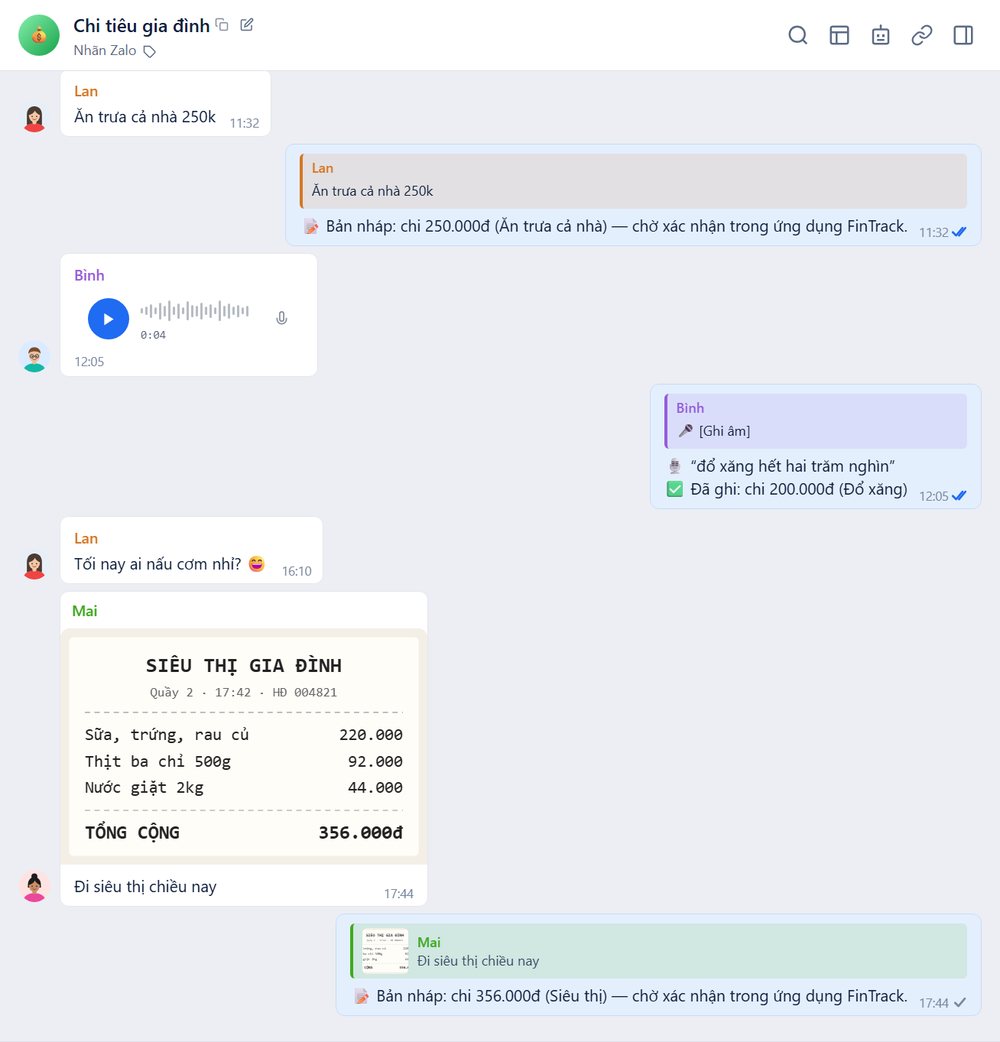 Chi tiêu gia đình
Nhãn Zalo
Lan
Ăn trưa cả nhà 250k
11:32
Lan
Ăn trưa cả nhà 250k
📝 Bản nháp: chi 250.000đ (Ăn trưa cả nhà) — chờ xác nhận trong ứng dụng FinTrack.
11:32
Bình
0:04
12:05
Bình
🎤 [Ghi âm]
🎙️ “đổ xăng hết hai trăm nghìn”
✅ Đã ghi: chi 200.000đ (Đổ xăng)
12:05
Lan
Tối nay ai nấu cơm nhỉ? 😄
16:10
Mai
SIÊU THỊ GIA ĐÌNH
Quầy 2 · 17:42 · HĐ 004821
Sữa, trứng, rau củ 220.000
Thịt ba chỉ 500g 92.000
Nước giặt 2kg 44.000
TỔNG CỘNG 356.000đ
Đi siêu thị chiều nay
17:44
Mai
Đi siêu thị chiều nay
📝 Bản nháp: chi 356.000đ (Siêu thị) — chờ xác nhận trong ứng dụng FinTrack.
17:44